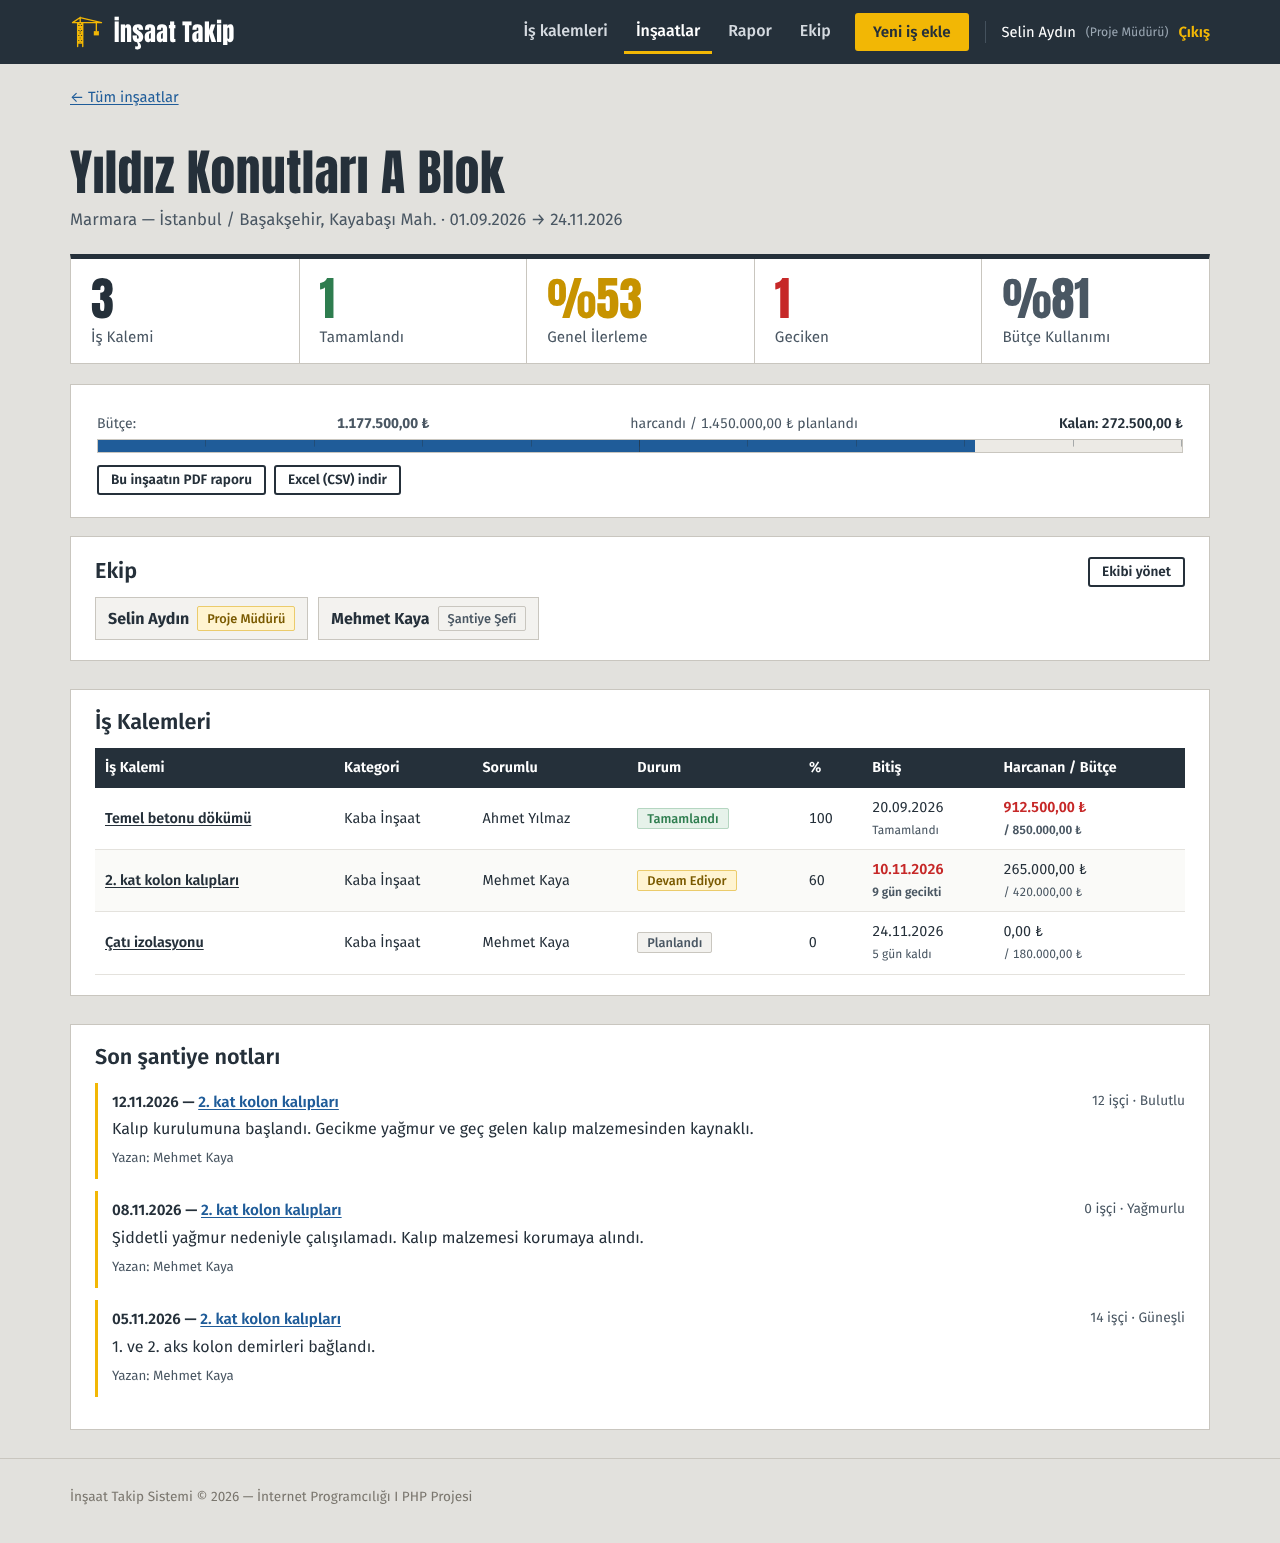 İnşaat Takip
İş kalemleri İnşaatlar Rapor Ekip Yeni iş ekle Selin Aydın (Proje Müdürü) Çıkış
← Tüm inşaatlar
Yıldız Konutları A Blok
Marmara — İstanbul / Başakşehir, Kayabaşı Mah. · 01.09.2026 → 24.11.2026
3 1 %53 1 %81
İş Kalemi Tamamlandı Genel İlerleme Geciken Bütçe Kullanımı
Bütçe: 1.177.500,00 ₺ harcandı / 1.450.000,00 ₺ planlandı Kalan: 272.500,00 ₺
Bu inşaatın PDF raporu Excel (CSV) indir
Ekip Ekibi yönet
Selin Aydın Proje Müdürü Mehmet Kaya Şantiye Şefi
İş Kalemleri
İş Kalemi Kategori Sorumlu Durum % Bitiş Harcanan / Bütçe
Temel betonu dökümü Kaba İnşaat Ahmet Yılmaz Tamamlandı 100 20.09.2026 912.500,00 ₺
Tamamlandı / 850.000,00 ₺
2. kat kolon kalıpları Kaba İnşaat Mehmet Kaya Devam Ediyor 60 10.11.2026 265.000,00 ₺
9 gün gecikti / 420.000,00 ₺
Çatı izolasyonu Kaba İnşaat Mehmet Kaya Planlandı 0 24.11.2026 0,00 ₺
5 gün kaldı / 180.000,00 ₺
Son şantiye notları
12.11.2026 — 2. kat kolon kalıpları 12 işçi · Bulutlu
Kalıp kurulumuna başlandı. Gecikme yağmur ve geç gelen kalıp malzemesinden kaynaklı.
Yazan: Mehmet Kaya
08.11.2026 — 2. kat kolon kalıpları 0 işçi · Yağmurlu
Şiddetli yağmur nedeniyle çalışılamadı. Kalıp malzemesi korumaya alındı.
Yazan: Mehmet Kaya
05.11.2026 — 2. kat kolon kalıpları 14 işçi · Güneşli
1. ve 2. aks kolon demirleri bağlandı.
Yazan: Mehmet Kaya
İnşaat Takip Sistemi © 2026 — İnternet Programcılığı I PHP Projesi